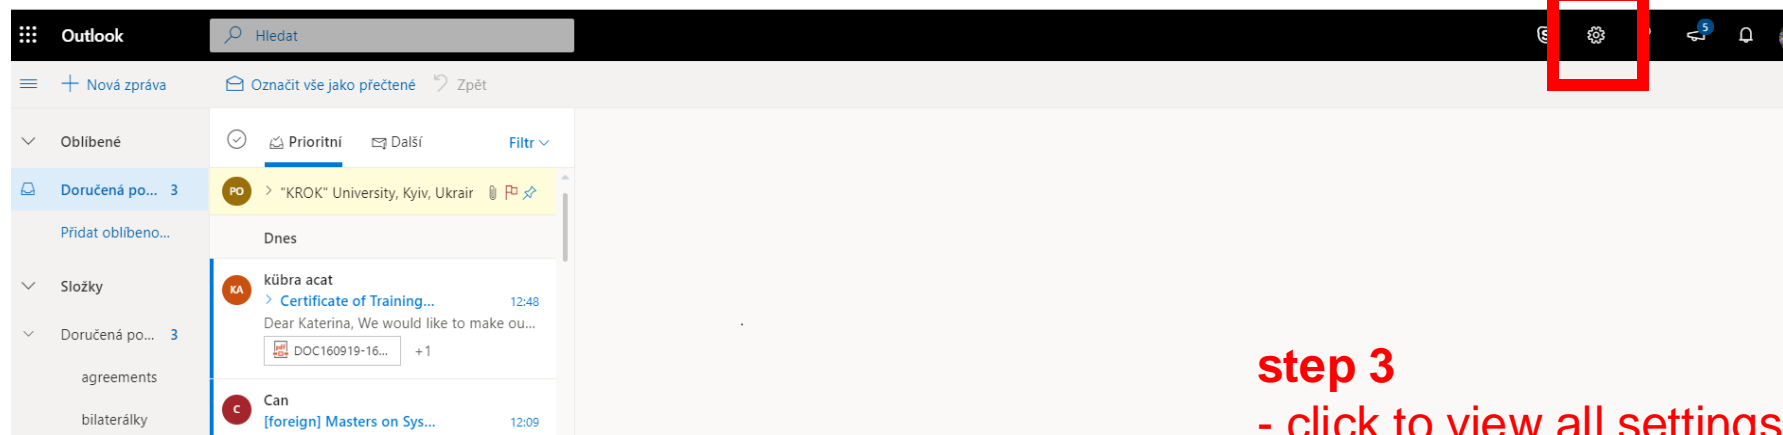 Outlook
Hledat
5
Nová zpráva
Označit vše jako přečtené
Zpět
Oblíbené
Prioritní
Další
Filtr
Doručená po... 3
PO
"KROK" University, Kyiv, Ukrair
Přidat oblíbeno...
Dnes
Složky
KA
kübra acat
Certificate of Training... 12:48
Dear Katerina, We would like to make ou...
Doručená po... 3
DOC160919-16... +1
agreements
bilaterálky
C
Can
[foreign] Masters on Sys... 12:09
step 3
- click to view all settings